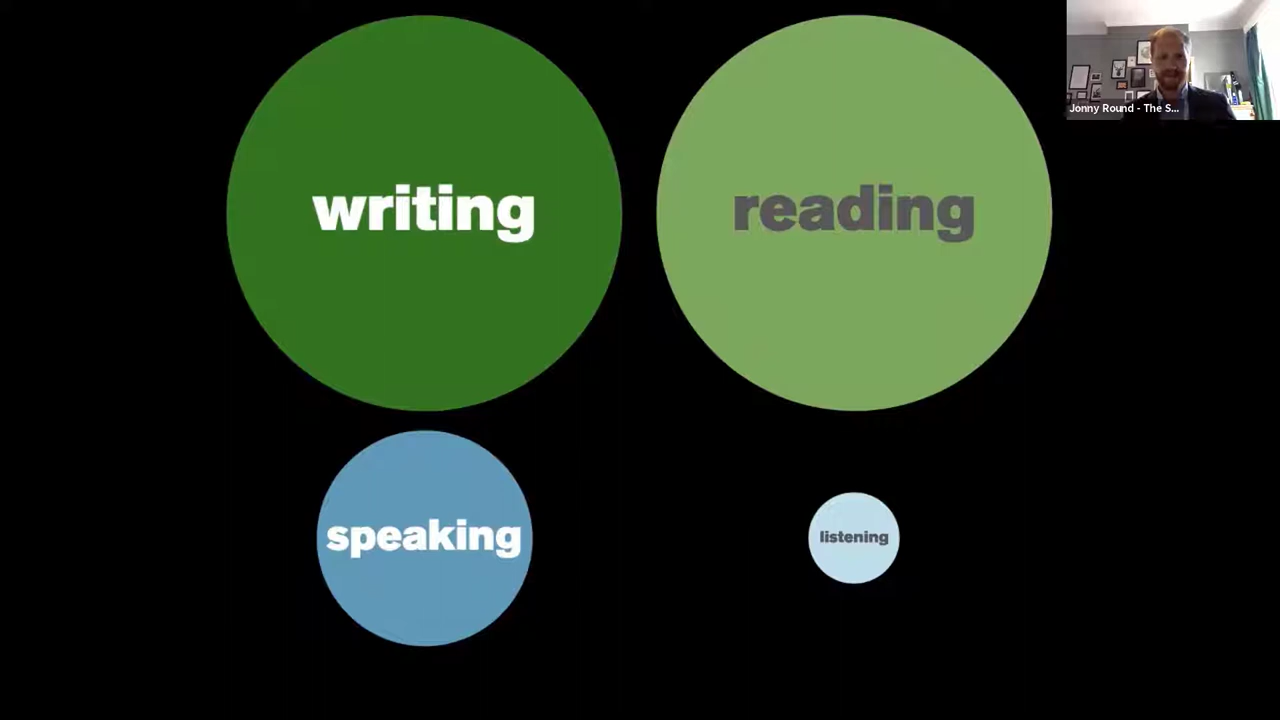 writing
reading
Jonny Round - The S...
speaking
listening